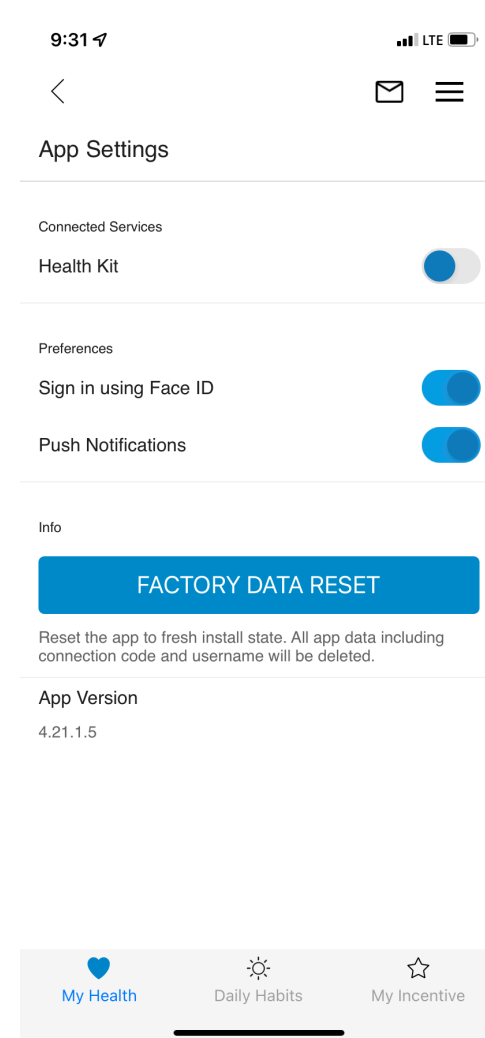 9:31 LTE
App Settings
Connected Services
Health Kit
Preferences
Sign in using Face ID
Push Notifications
Info
FACTORY DATA RESET
Reset the app to fresh install state. All app data including
connection code and username will be deleted.
App Version
4.21.1.5
My Health Daily Habits My Incentive